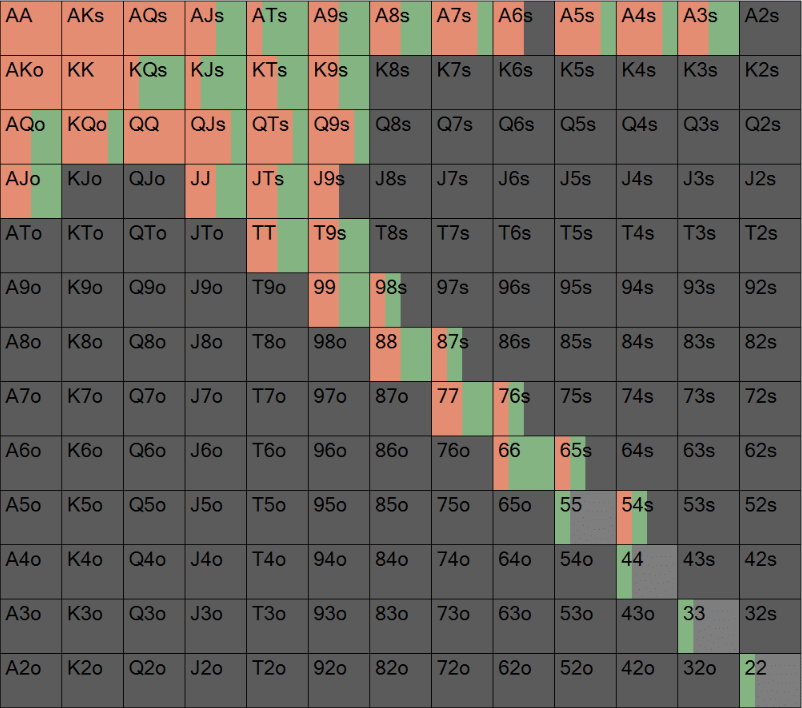 AA AKs AQs AJs ATs A9s A8s A7s A6s A5s A4s A3s A2s
AKo KK KQs KJs KTs K9s K8s K7s K6s K5s K4s K3s K2s
AQo KQo QQ QJs QTs Q9s Q8s Q7s Q6s Q5s Q4s Q3s Q2s
AJo KJo QJo JJ JTs J9s J8s J7s J6s J5s J4s J3s J2s
ATo KTo QTo JTo TT T9s T8s T7s T6s T5s T4s T3s T2s
A9o K9o Q9o J9o T9o 99 98s 97s 96s 95s 94s 93s 92s
A8o K8o Q8o J8o T8o 98o 88 87s 86s 85s 84s 83s 82s
A7o K7o Q7o J7o T7o 97o 87o 77 76s 75s 74s 73s 72s
A6o K6o Q6o J6o T6o 96o 86o 76o 66 65s 64s 63s 62s
A5o K5o Q5o J5o T5o 95o 85o 75o 65o 55 54s 53s 52s
A4o K4o Q4o J4o T4o 94o 84o 74o 64o 54o 44 43s 42s
A3o K3o Q3o J3o T3o 93o 83o 73o 63o 53o 43o 33 32s
A2o K2o Q2o J2o T2o 92o 82o 72o 62o 52o 42o 32o 22